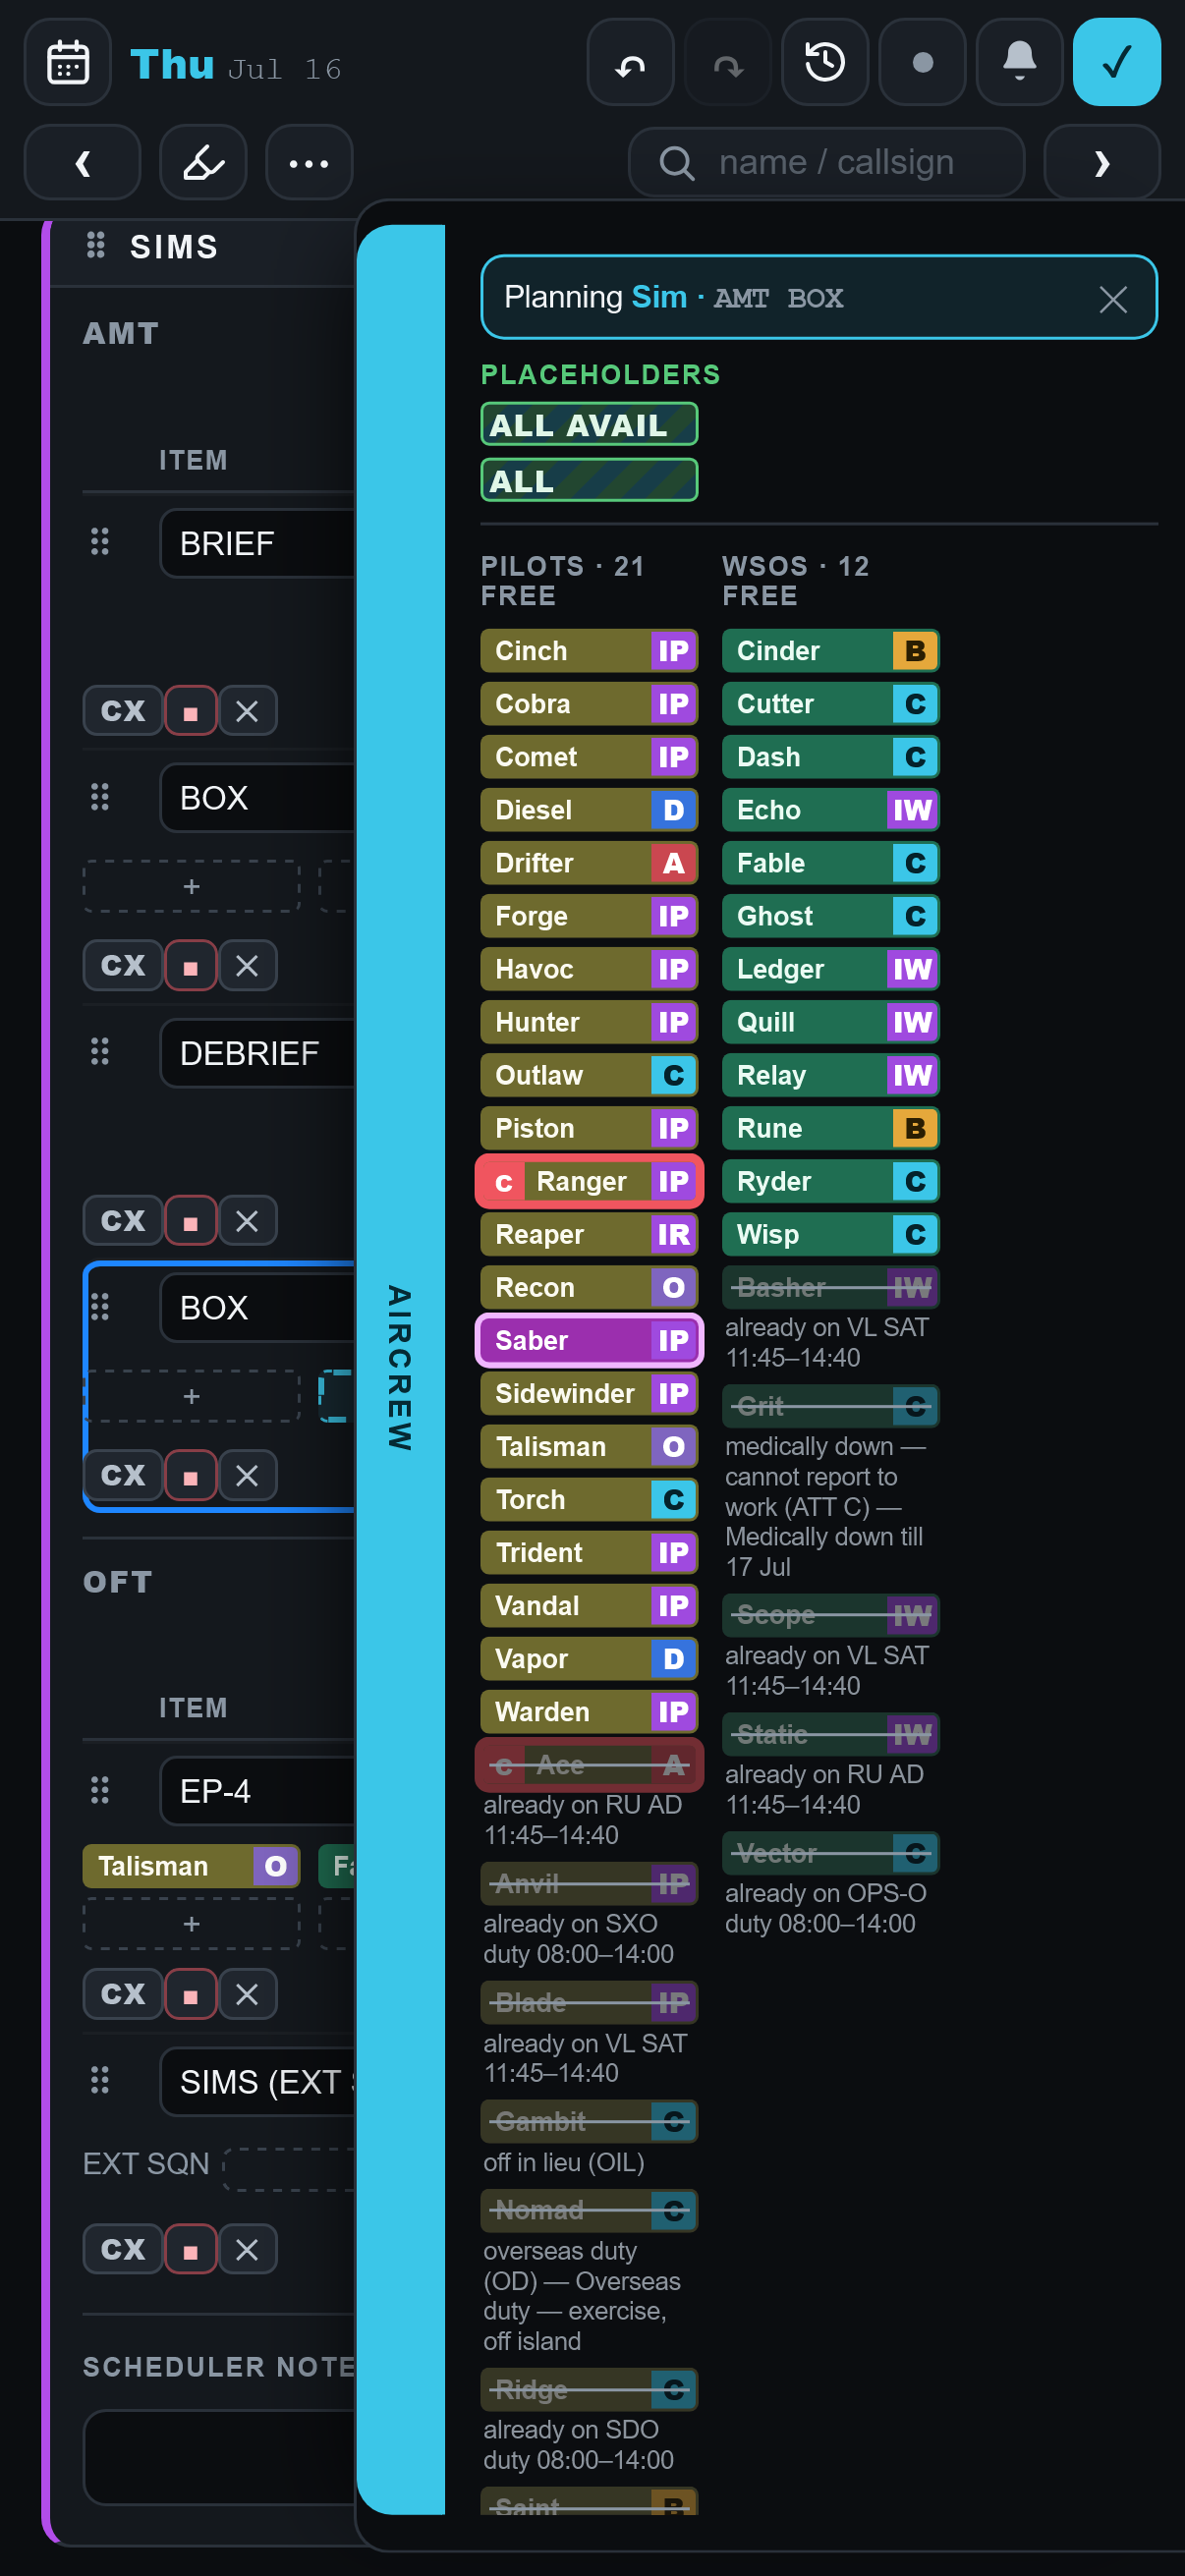 Thu Jul 16
name / callsign
SIMS
AMT
ITEM
BRIEF
CX
BOX
+
CX
DEBRIEF
CX
BOX
+
CX
OFT
ITEM
EP-4
Talisman O
+
CX
SIMS (EXT
EXT SQN
CX
SCHEDULER NOTE
AIRCREW
Planning Sim · AMT BOX
PLACEHOLDERS
ALL AVAIL
ALL
PILOTS · 21
FREE
Cinch IP
Cobra IP
Comet IP
Diesel D
Drifter A
Forge IP
Havoc IP
Hunter IP
Outlaw C
Piston IP
c Ranger IP
Reaper IR
Recon O
Saber IP
Sidewinder IP
Talisman O
Torch C
Trident IP
Vandal IP
Vapor D
Warden IP
c Ace A
already on RU AD
11:45–14:40
Anvil IP
already on SXO
duty 08:00–14:00
Blade IP
already on VL SAT
11:45–14:40
Gambit C
off in lieu (OIL)
Nomad C
overseas duty
(OD) — Overseas
duty — exercise,
off island
Ridge C
already on SDO
duty 08:00–14:00
Saint B
WSOS · 12
FREE
Cinder B
Cutter C
Dash C
Echo IW
Fable C
Ghost C
Ledger IW
Quill IW
Relay IW
Rune B
Ryder C
Wisp C
Basher IW
already on VL SAT
11:45–14:40
Grit C
medically down —
cannot report to
work (ATT C) —
Medically down till
17 Jul
Scope IW
already on VL SAT
11:45–14:40
Static IW
already on RU AD
11:45–14:40
Vector C
already on OPS-O
duty 08:00–14:00